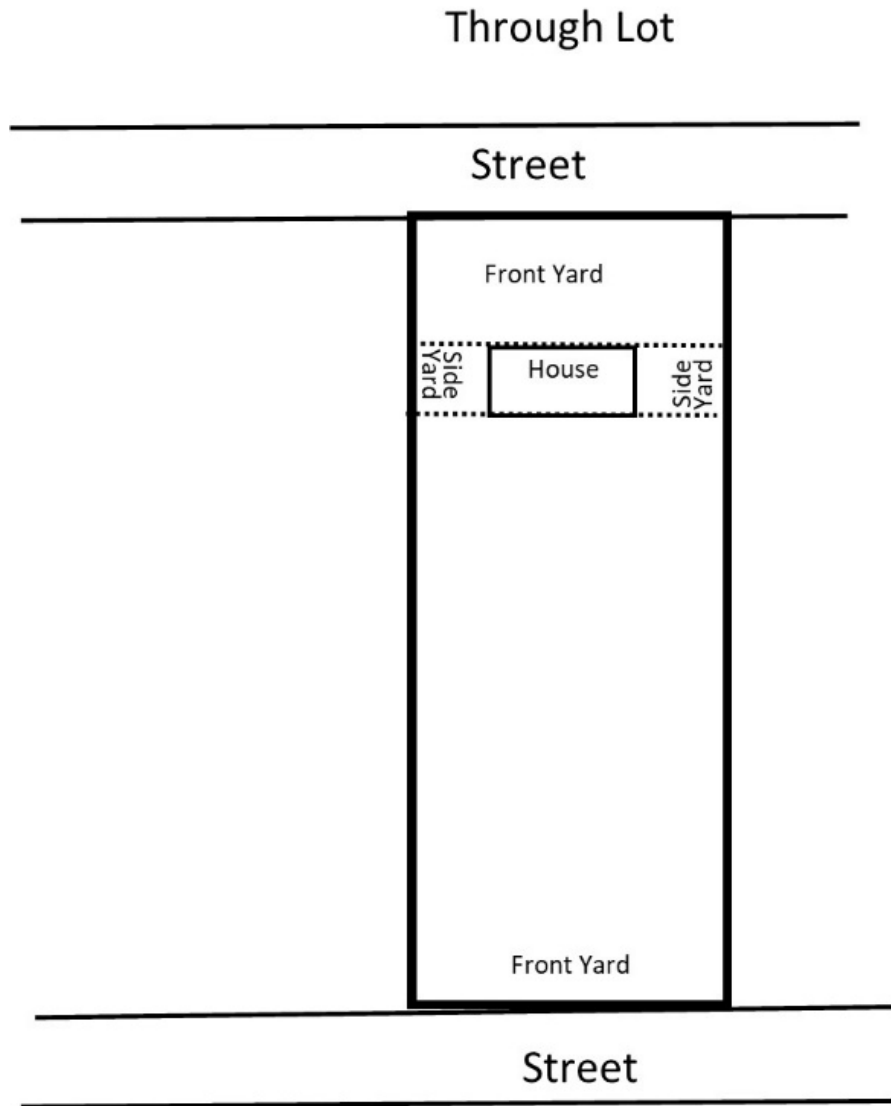 Through Lot
Street
Front Yard
Side
Yard
House
Side
Yard
Front Yard
Street